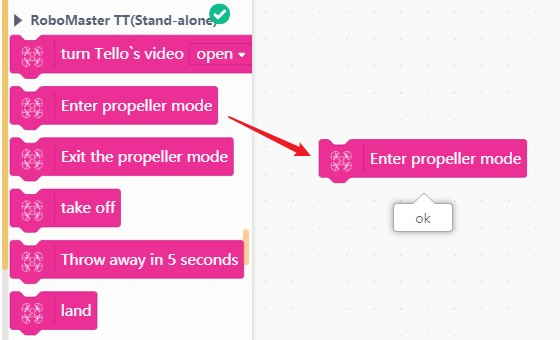 RoboMaster TT(Stand-alone)
turn Tello`s video open
Enter propeller mode
Exit the propeller mode
take off
Throw away in 5 seconds
land
Enter propeller mode
ok